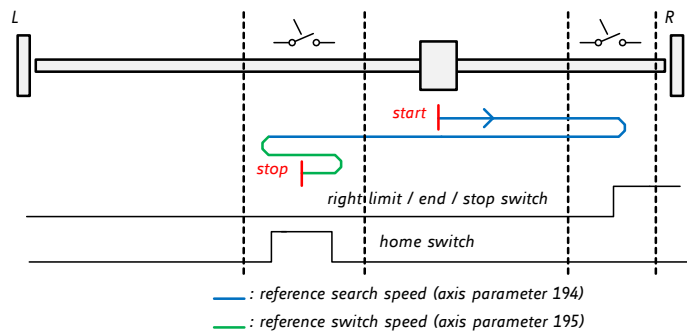 L
R
start
stop
right limit / end / stop switch
home switch
: reference search speed (axis parameter 194)
: reference switch speed (axis parameter 195)